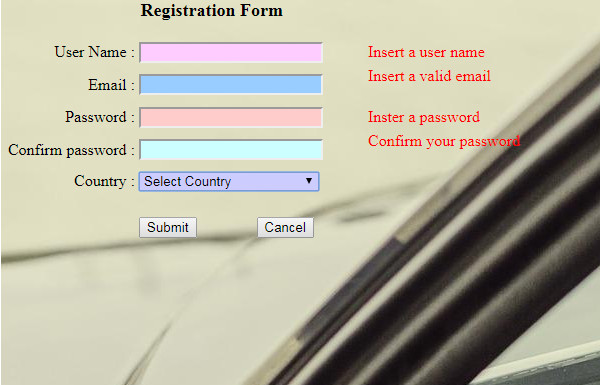 Registration Form
User Name : Insert a user name
Email : Insert a valid email
Password : Inster a password
Confirm password : Confirm your password
Country : Select Country
Submit Cancel